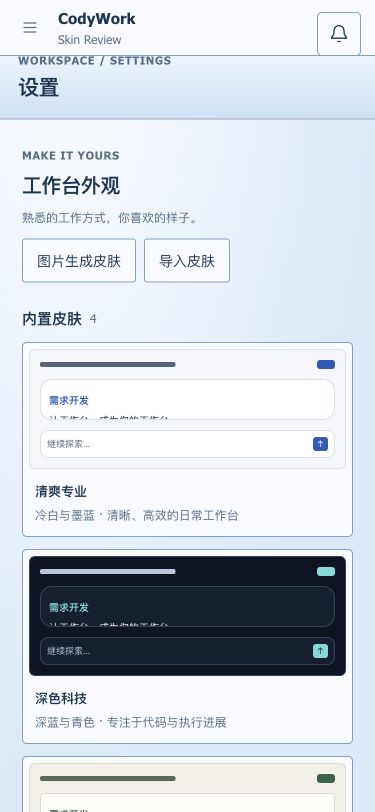 CodyWork
Skin Review
WORKSPACE / SETTINGS
设置
MAKE IT YOURS
工作台外观
熟悉的工作方式，你喜欢的样子。
图片生成皮肤
导入皮肤
内置皮肤 4
需求开发
继续探索...
清爽专业
冷白与墨蓝 · 清晰、高效的日常工作台
需求开发
继续探索...
深色科技
深蓝与青色 · 专注于代码与执行进展